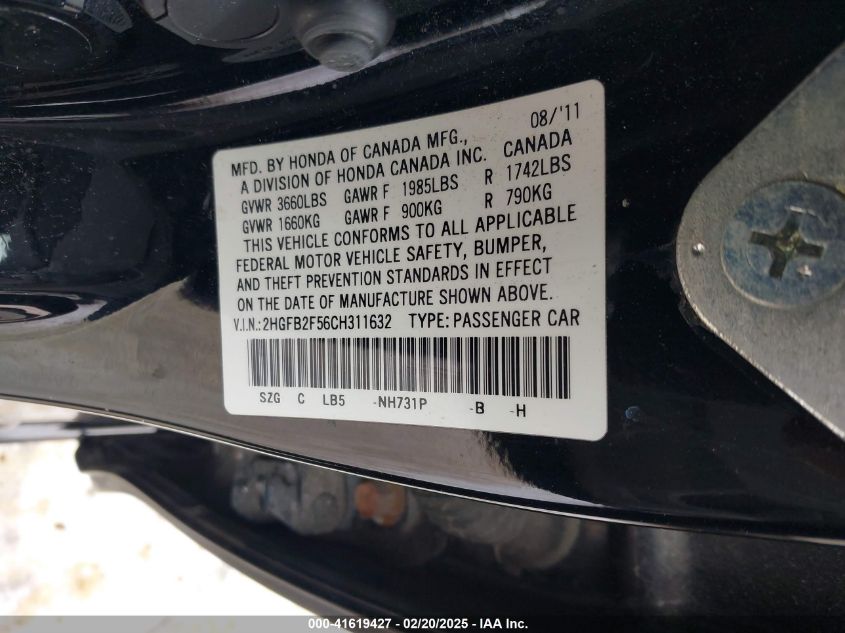 08/'11
MFD. BY HONDA OF CANADA MFG., CANADA
A DIVISION OF HONDA CANADA INC.
GVWR 3660LBS GAWR F 1985LBS R 1742LBS
GVWR 1660KG GAWR F 900KG R 790KG
THIS VEHICLE CONFORMS TO ALL APPLICABLE
FEDERAL MOTOR VEHICLE SAFETY, BUMPER,
AND THEFT PREVENTION STANDARDS IN EFFECT
ON THE DATE OF MANUFACTURE SHOWN ABOVE.
V.I.N.: 2HGFB2F56CH311632 TYPE: PASSENGER CAR
SZG C LB5 -NH731P -B -H
000-41619427 - 02/20/2025 - IAA Inc.